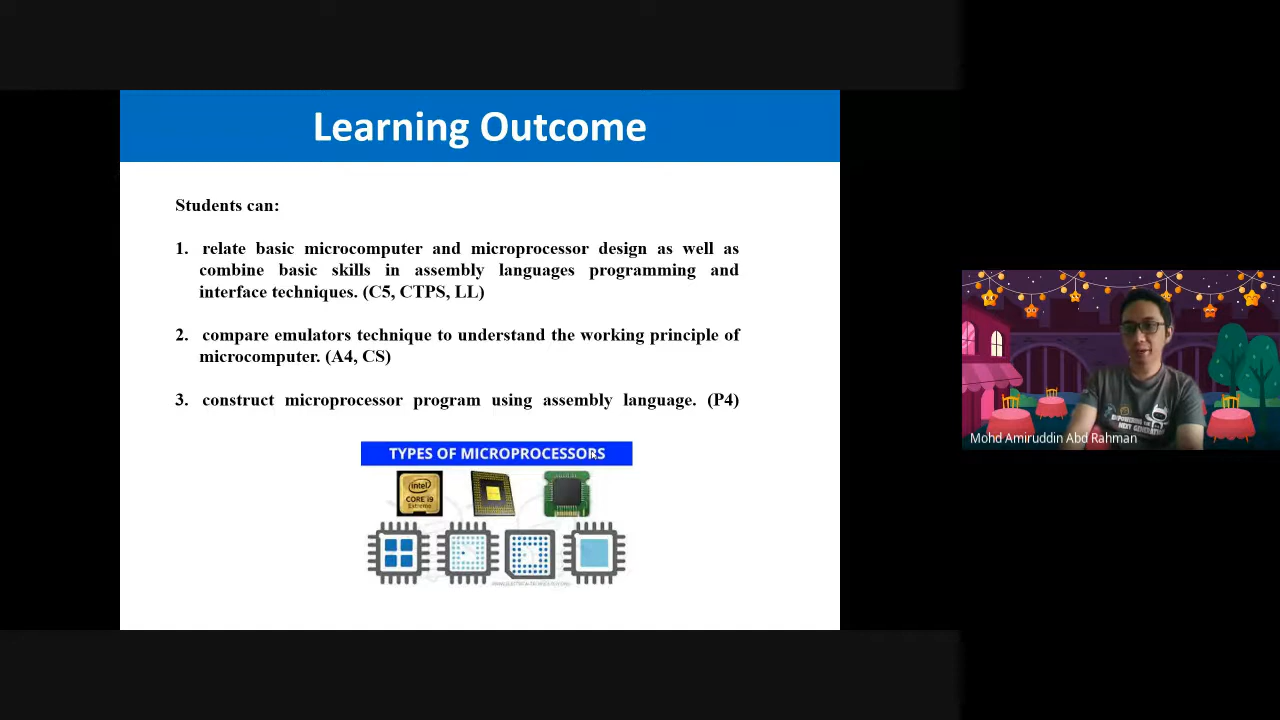 Learning Outcome
Students can:
1. relate basic microcomputer and microprocessor design as well as
combine basic skills in assembly languages programming and
interface techniques. (C5, CTPS, LL)
2. compare emulators technique to understand the working principle of
microcomputer. (A4, CS)
3. construct microprocessor program using assembly language. (P4)
TYPES OF MICROPROCESSORS
intel
CORE i9
Extreme
NEXT GENERATION
Mohd Amiruddin Abd Rahman